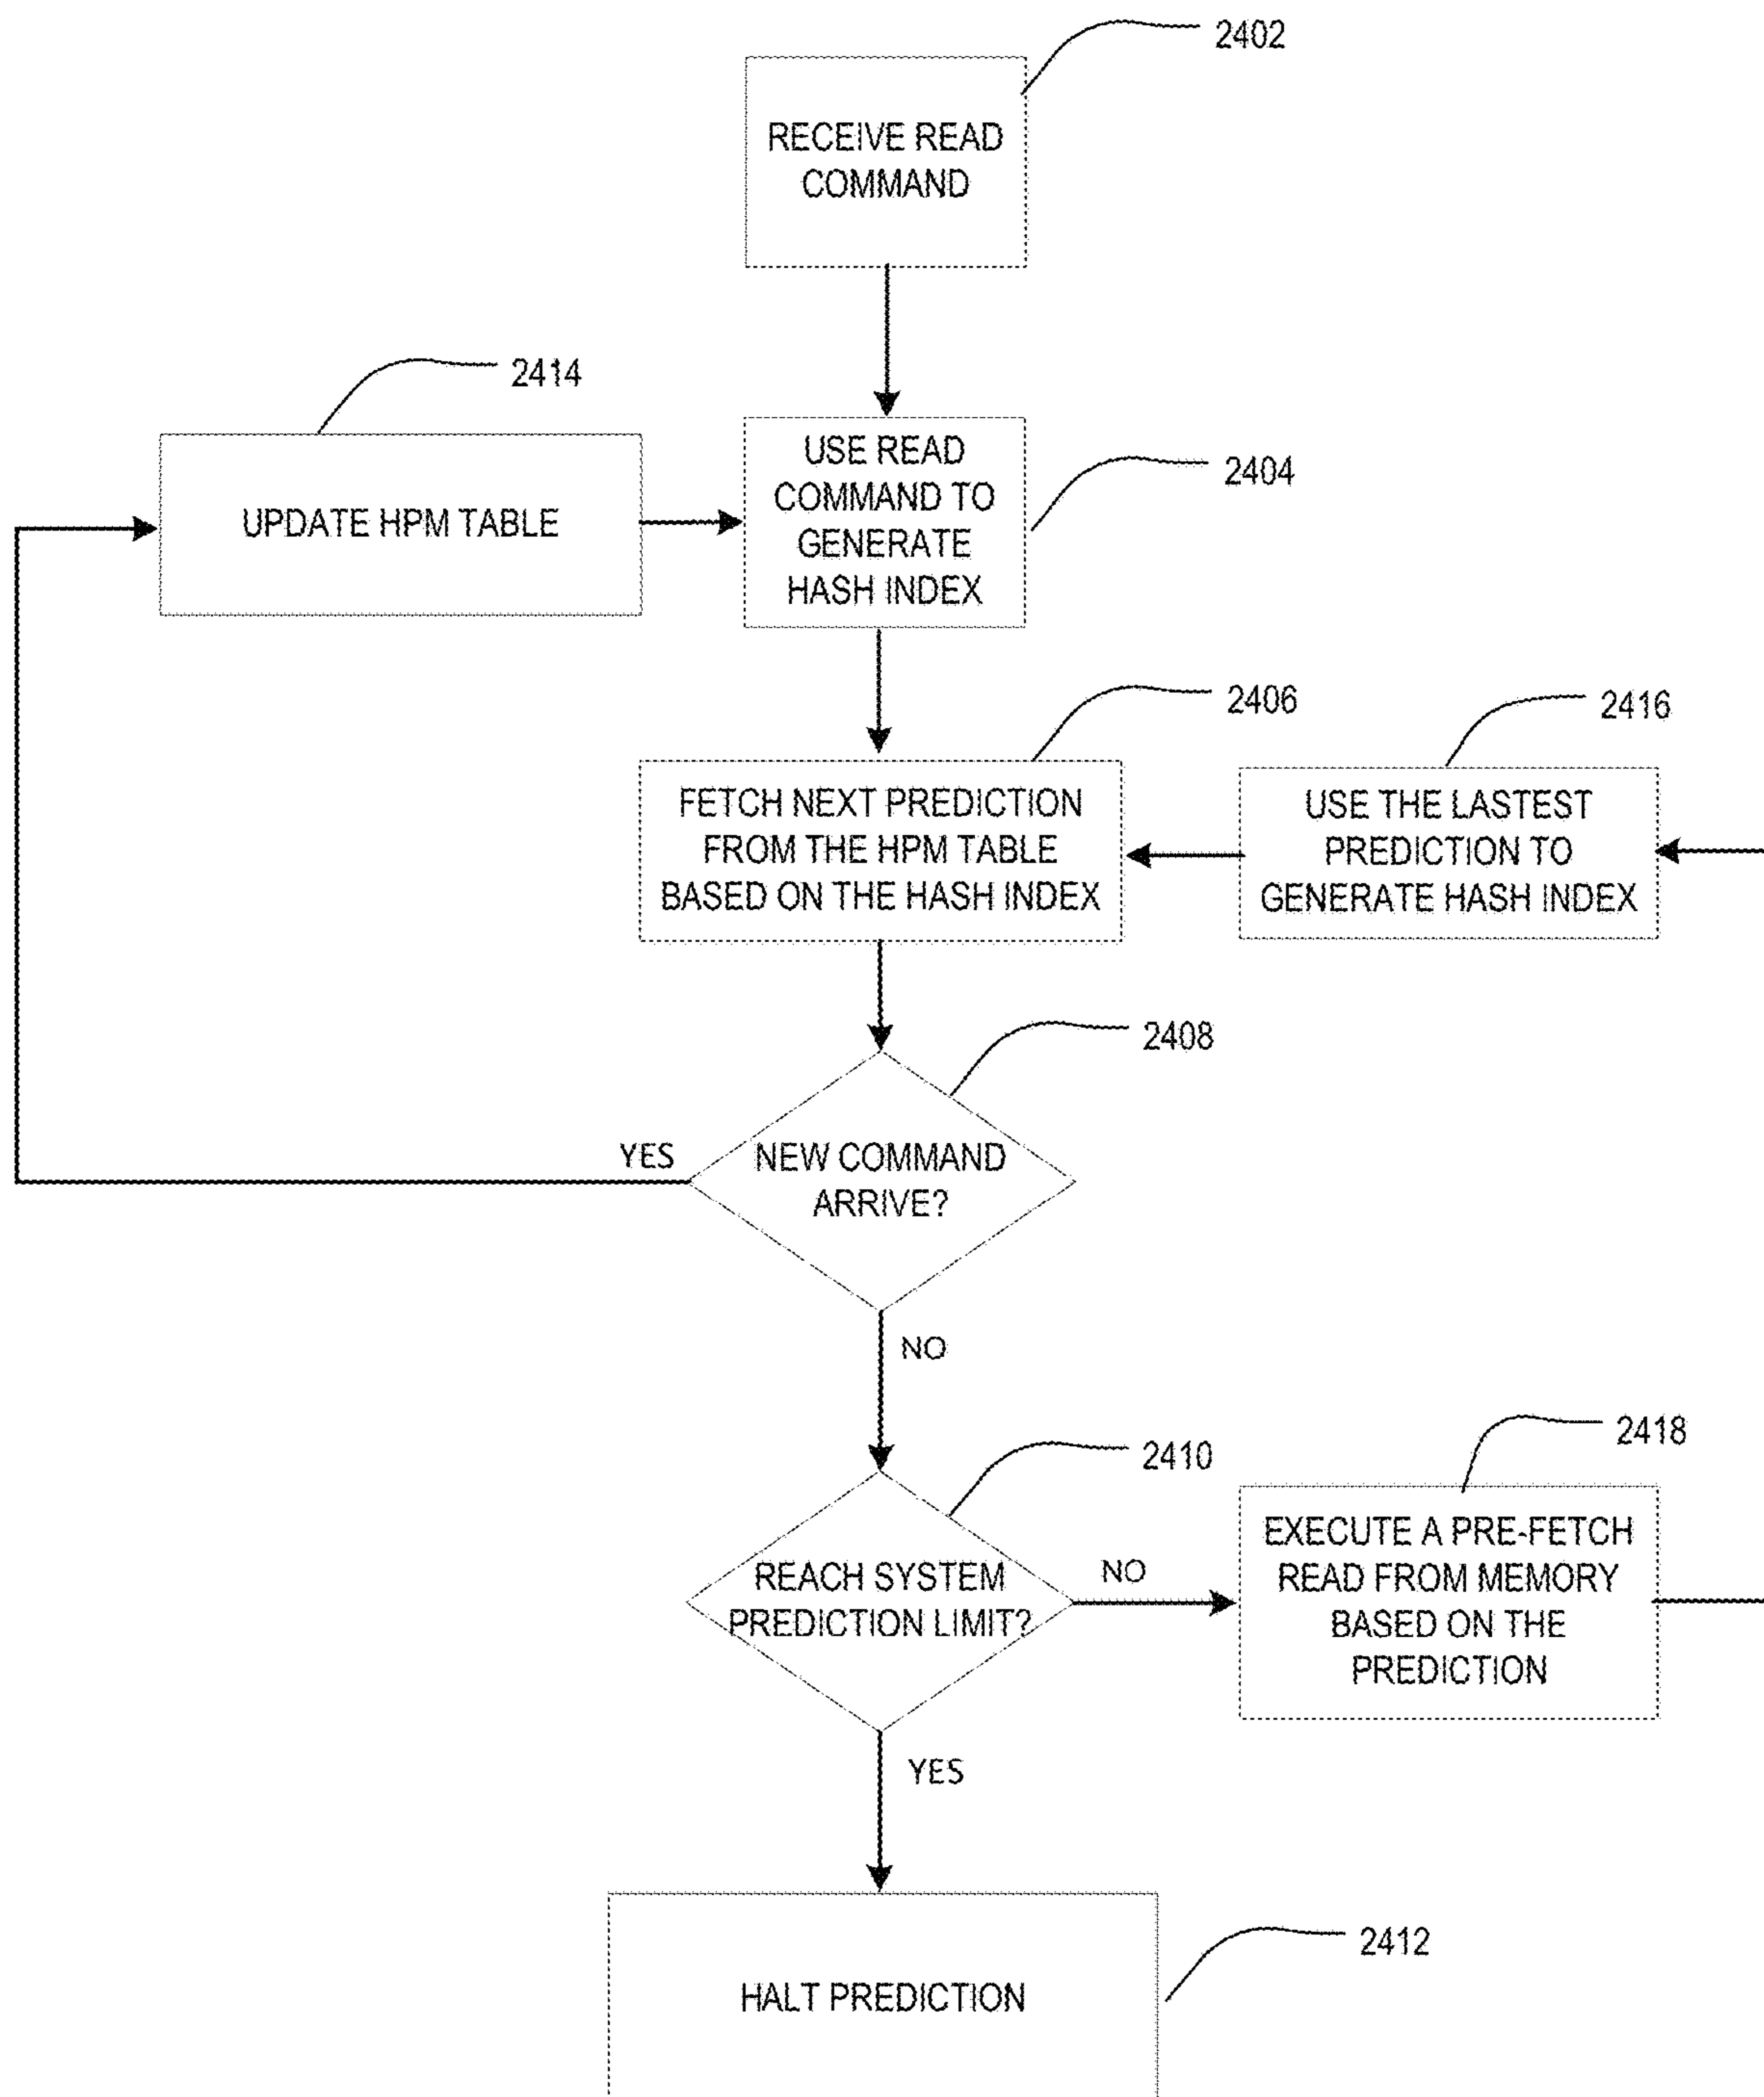 2402
RECEIVE READ
COMMAND
2414
UPDATE HPM TABLE
USE READ
COMMAND TO
GENERATE
HASH INDEX
2404
2406
FETCH NEXT PREDICTION
FROM THE HPM TABLE
BASED ON THE HASH INDEX
2416
USE THE LASTEST
PREDICTION TO
GENERATE HASH INDEX
2408
YES
NEW COMMAND
ARRIVE?
NO
2410
REACH SYSTEM
PREDICTION LIMIT?
NO
2418
EXECUTE A PRE-FETCH
READ FROM MEMORY
BASED ON THE
PREDICTION
YES
2412
HALT PREDICTION